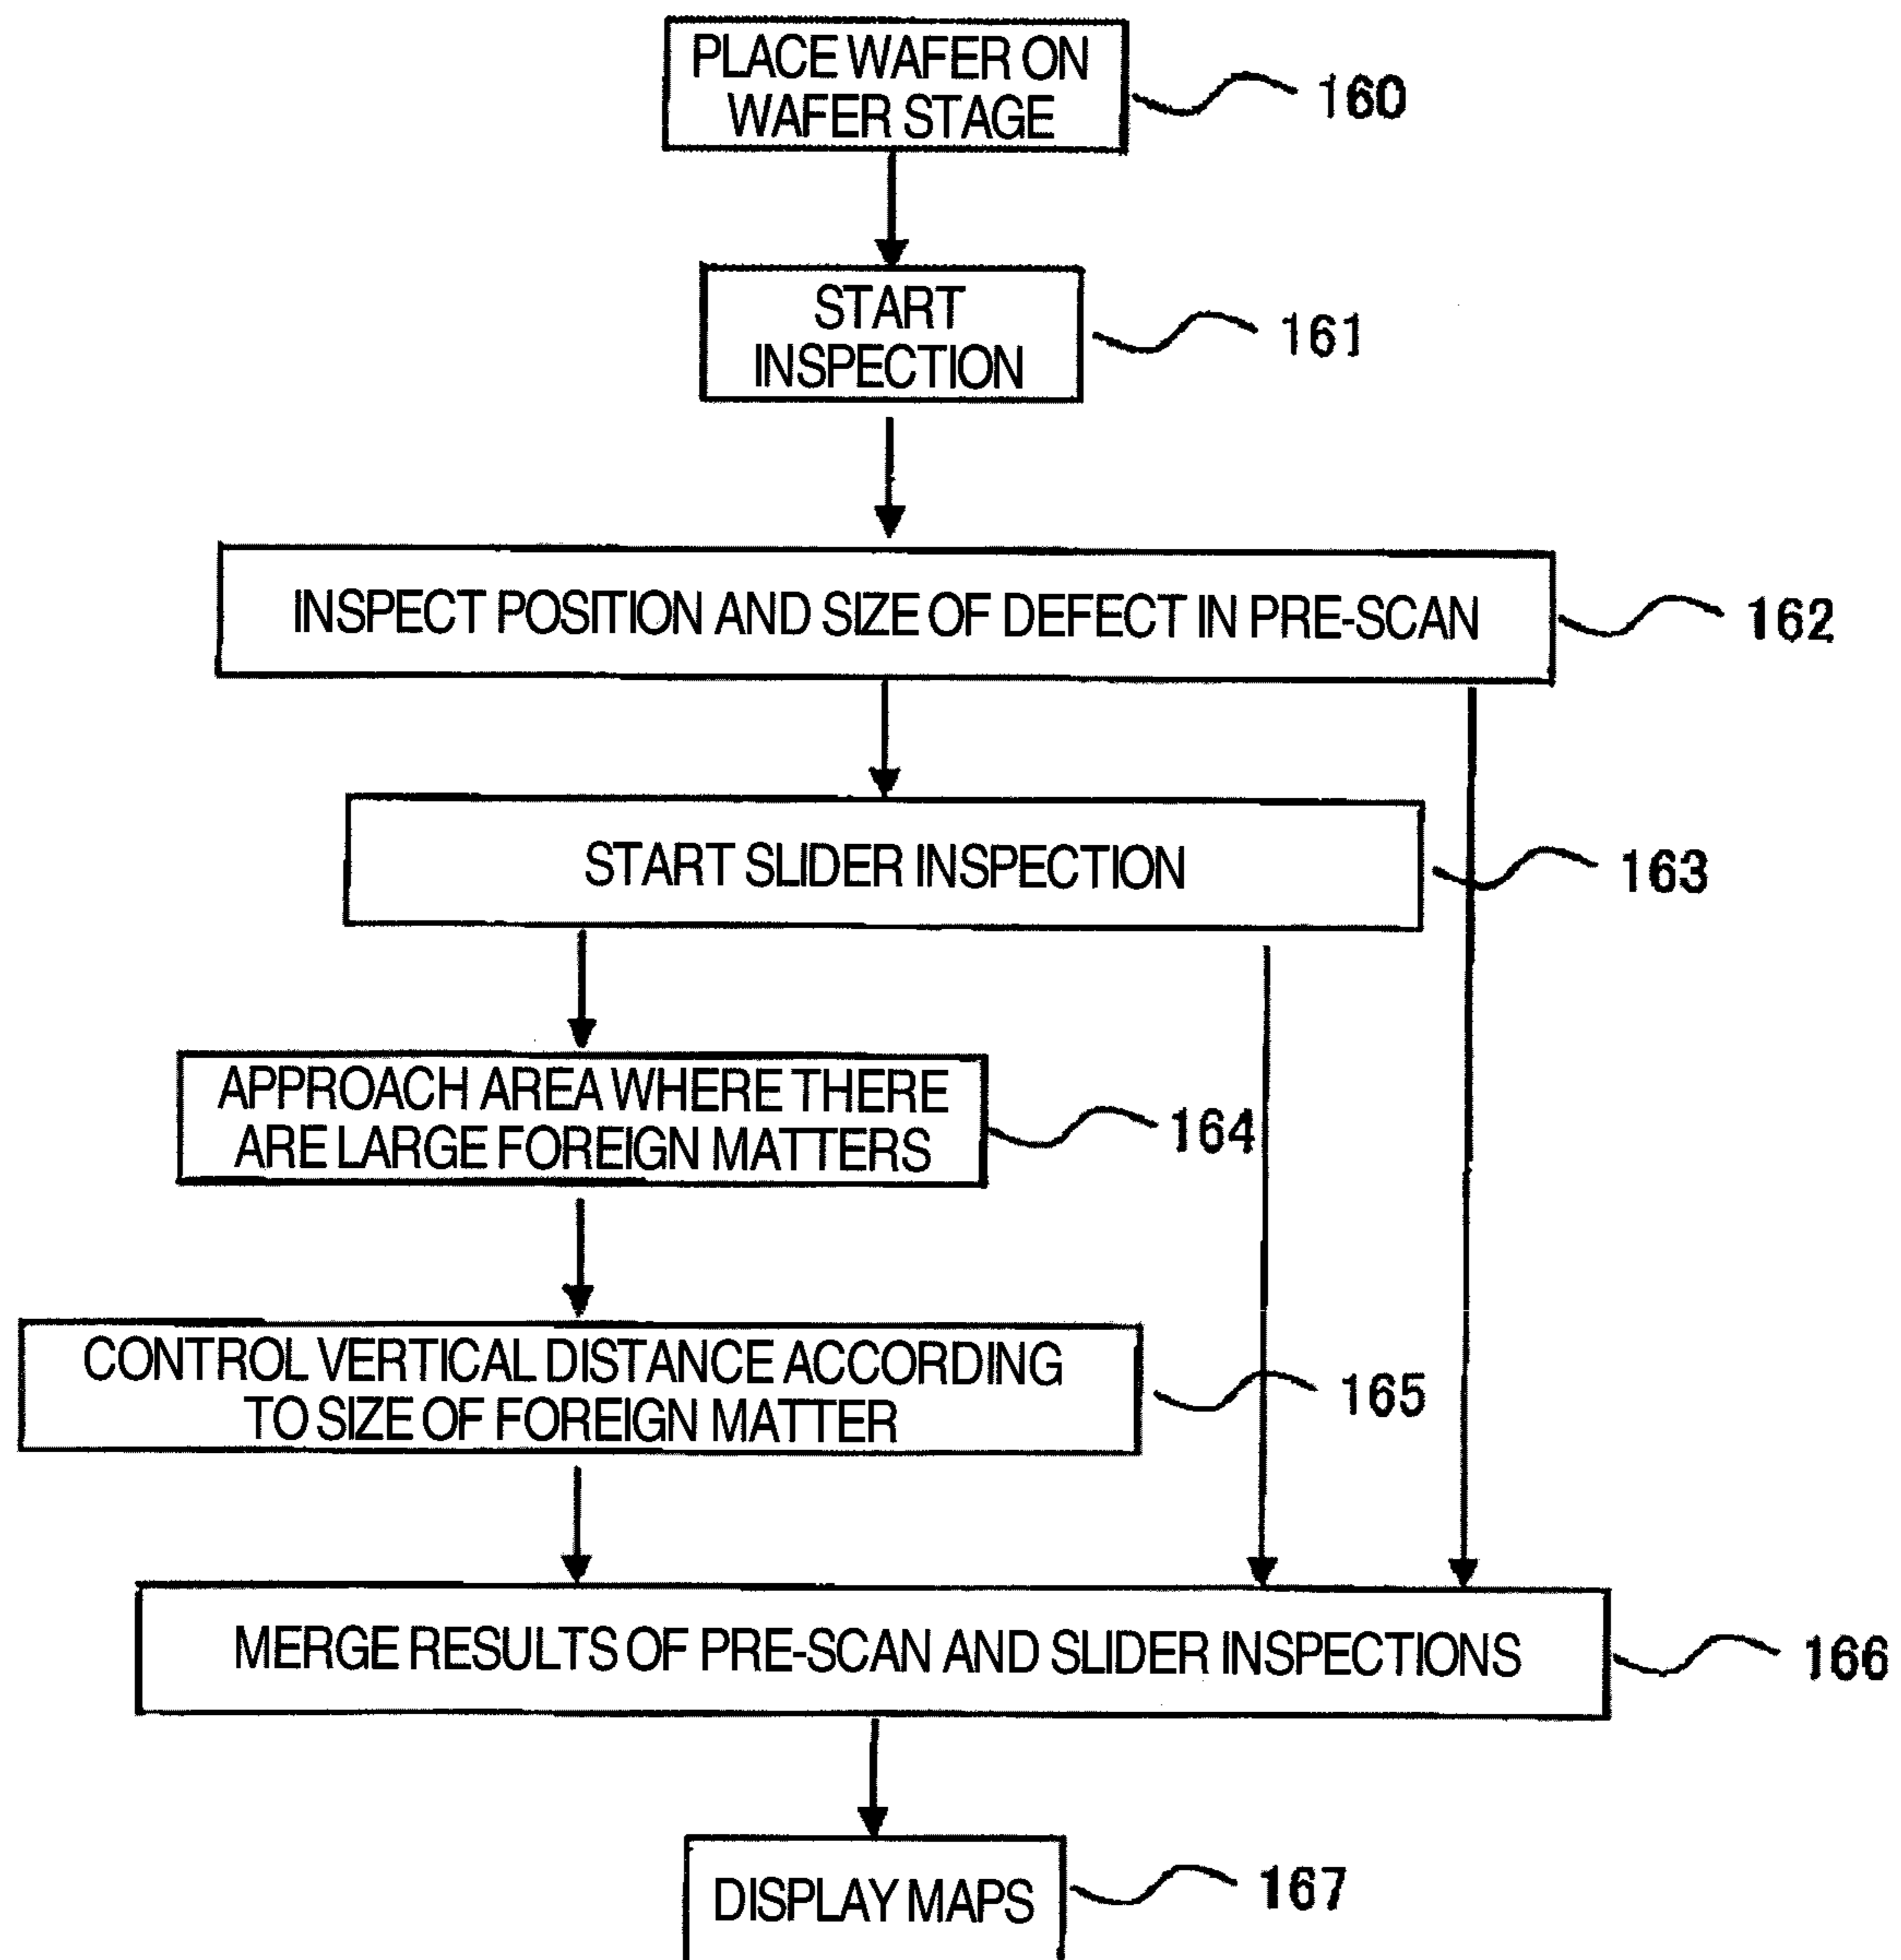 PLACE WAFER ON
WAFER STAGE
160
START
INSPECTION
161
INSPECT POSITION AND SIZE OF DEFECT IN PRE-SCAN
162
START SLIDER INSPECTION
163
APPROACH AREA WHERE THERE
ARE LARGE FOREIGN MATTERS
164
CONTROL VERTICAL DISTANCE ACCORDING
TO SIZE OF FOREIGN MATTER
165
MERGE RESULTS OF PRE-SCAN AND SLIDER INSPECTIONS
166
DISPLAY MAPS
167